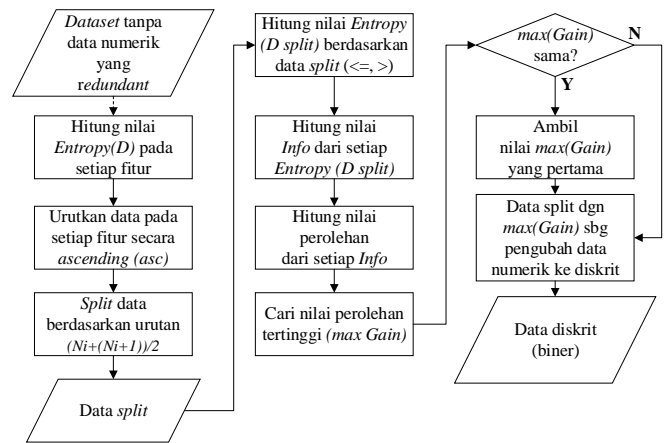 Dataset tanpa
data numerik
yang
redundant
Hitung nilai
Entropy(D) pada
setiap fitur
Urutkan data pada
setiap fitur secara
ascending (asc)
Split data
berdasarkan urutan
(Ni+(Ni+1))/2
Data split
Hitung nilai Entropy
(D split) berdasarkan
data split (<=, >)
Hitung nilai
Info dari setiap
Entropy (D split)
Hitung nilai
perolehan
dari setiap Info
Cari nilai perolehan
tertinggi (max Gain)
max(Gain)
sama?
N
Y
Ambil
nilai max(Gain)
yang pertama
Data split dgn
max(Gain) sbg
pengubah data
numerik ke diskrit
Data diskrit
(biner)